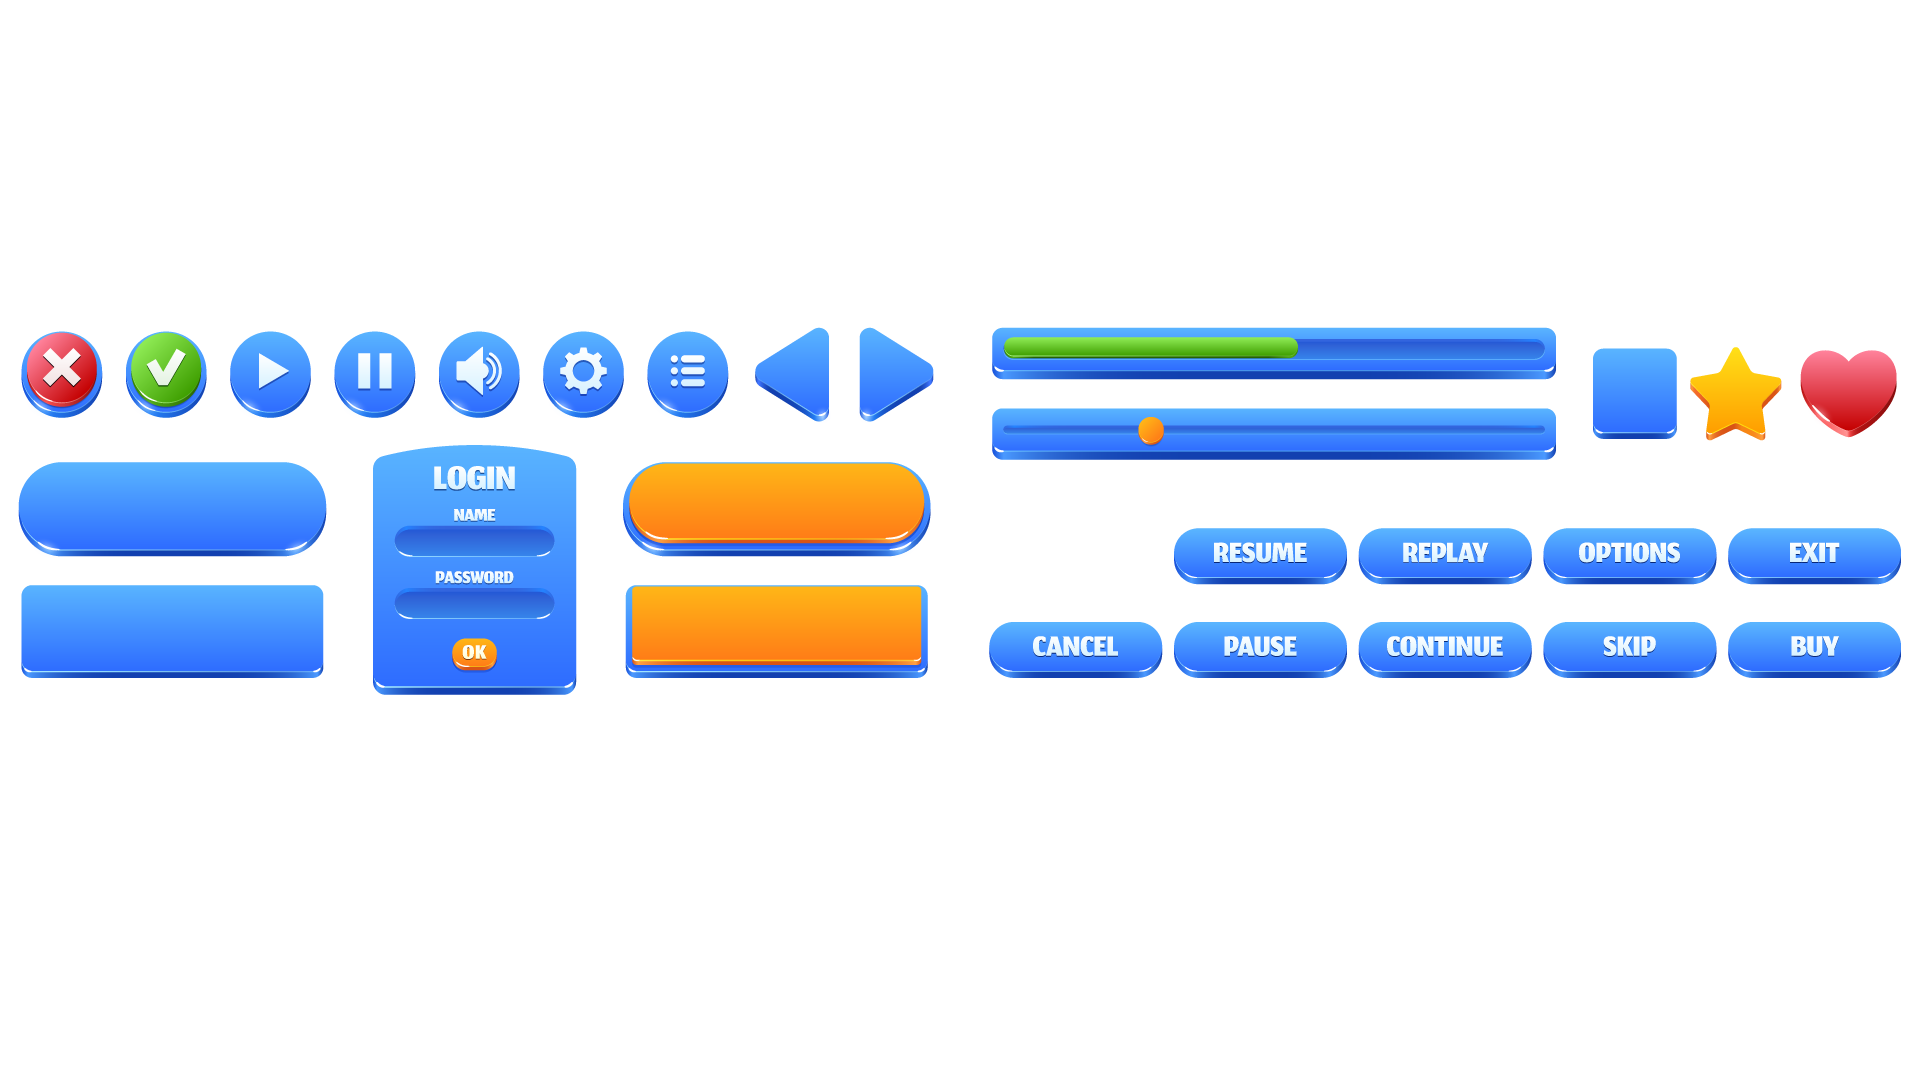 LOGIN
NAME
PASSWORD
OK
RESUME
REPLAY
OPTIONS
EXIT
CANCEL
PAUSE
CONTINUE
SKIP
BUY